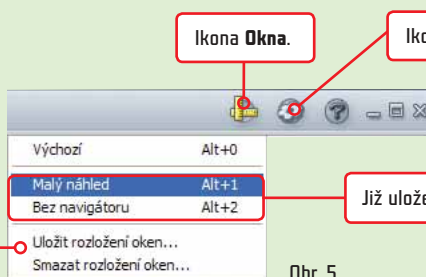 Ikona Okna.
Iko
Výchozí Alt+0
Malý náhled Alt+1
Bez navigátoru Alt+2
Již ulože
Uložit rozložení oken...
Smazat rozložení oken...
Obr. 5